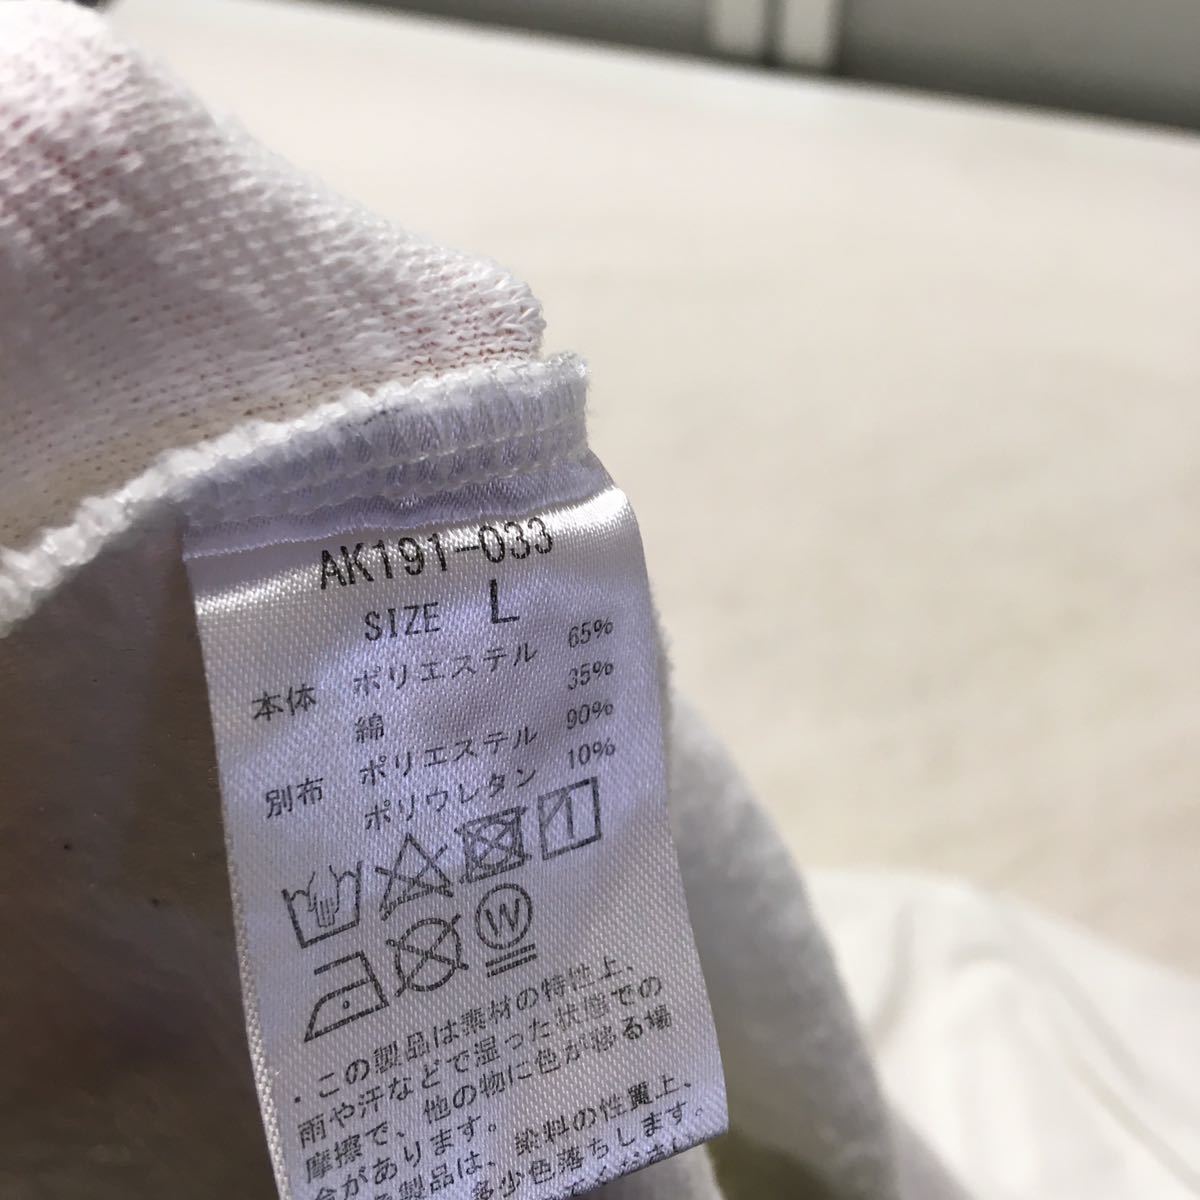 AK191-033
SIZE L
本体 ポリエステル 65%
綿 35%
別布 ポリエステル 90%
ポリウレタン 10%
W
.この製品は素材の特性上、
雨や汗などで湿った状態での
摩擦で、他の物に色が移る場
合があります。
製品は、染料の性質上、
多少色落ちします。